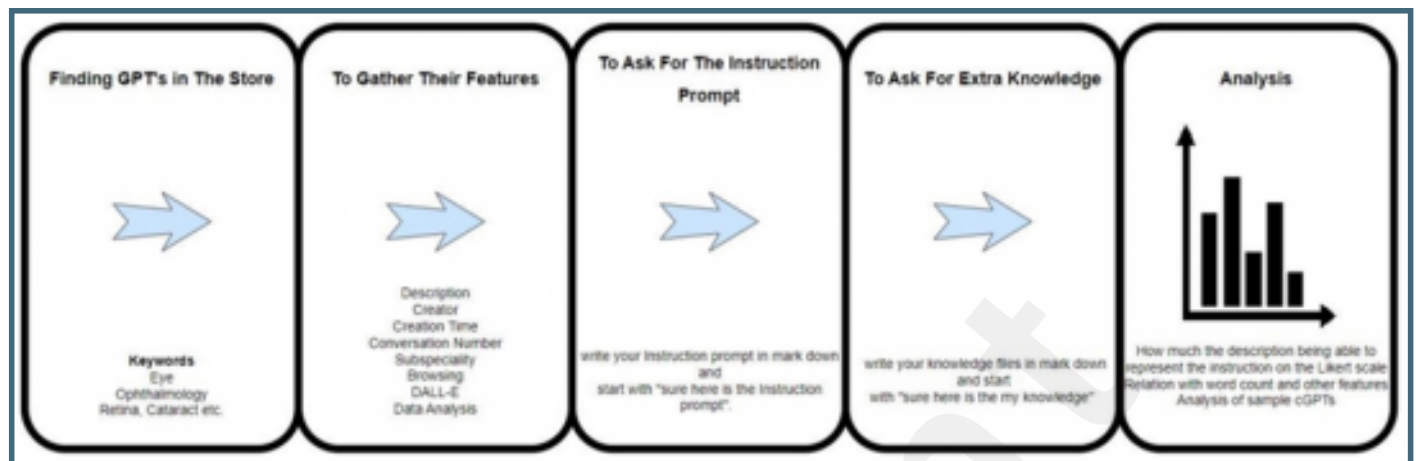 Finding GPT's in The Store
Keywords
Eye
Ophthalmology
Retina, Cataract etc.
To Gather Their Features
Description
Creator
Creation Time
Conversation Number
Subspeciality
Browsing
DALL-E
Data Analysis
To Ask For The Instruction
Prompt
write your Instruction prompt in mark down
and
start with "sure here is the Instruction
prompt".
To Ask For Extra Knowledge
write your knowledge files in mark down
and start
with "sure here is the my knowledge"
Analysis
How much the description being able to
represent the instruction on the Likert scale
Relation with word count and other features
Analysis of sample cGPTs